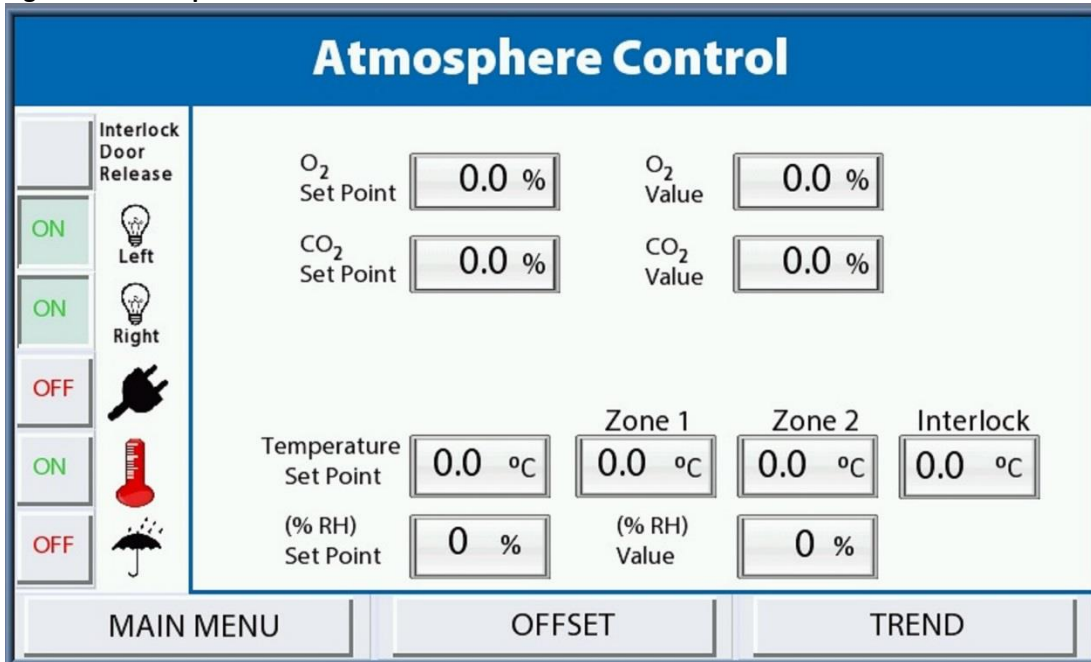 Atmosphere Control
Interlock
Door
Release
ON
Left
ON
Right
OFF
ON
OFF
O2
Set Point
0.0 %
O2
Value
0.0 %
CO2
Set Point
0.0 %
CO2
Value
0.0 %
Zone 1
Zone 2
Interlock
Temperature
Set Point
0.0 ºC
0.0 ºC
0.0 ºC
0.0 ºC
(% RH)
Set Point
0 %
(% RH)
Value
0 %
MAIN MENU
OFFSET
TREND